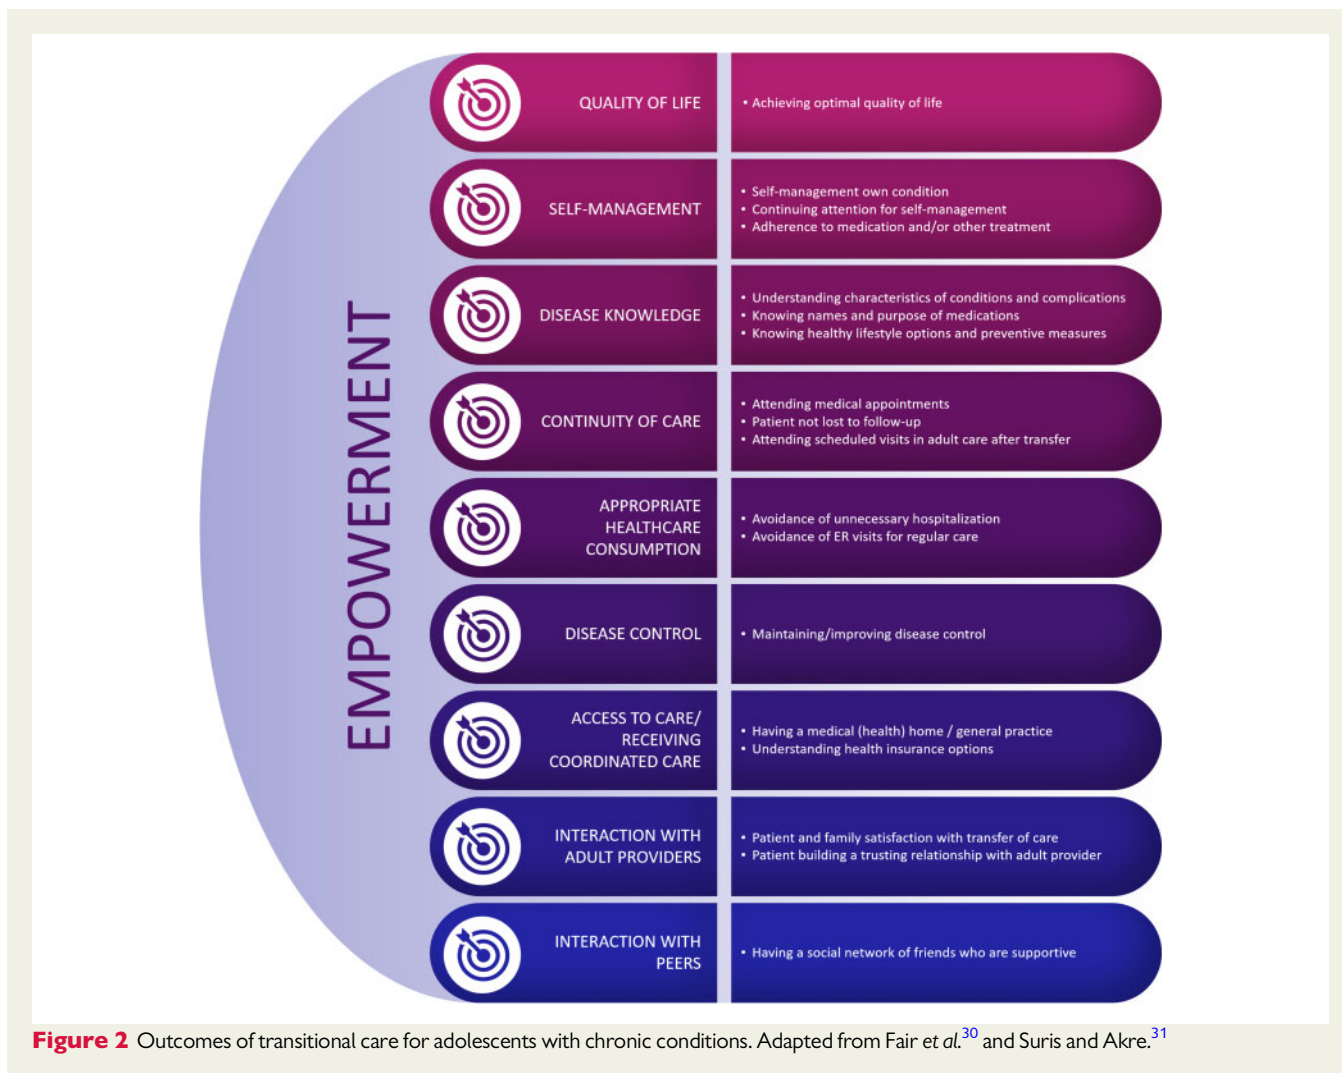 EMPOWERMENT
QUALITY OF LIFE
• Achieving optimal quality of life
SELF-MANAGEMENT
• Self-management own condition
• Continuing attention for self-management
• Adherence to medication and/or other treatment
DISEASE KNOWLEDGE
• Understanding characteristics of conditions and complications
• Knowing names and purpose of medications
• Knowing healthy lifestyle options and preventive measures
CONTINUITY OF CARE
• Attending medical appointments
• Patient not lost to follow-up
• Attending scheduled visits in adult care after transfer
APPROPRIATE
HEALTHCARE
CONSUMPTION
• Avoidance of unnecessary hospitalization
• Avoidance of ER visits for regular care
DISEASE CONTROL
• Maintaining/improving disease control
ACCESS TO CARE/
RECEIVING
COORDINATED CARE
• Having a medical (health) home / general practice
• Understanding health insurance options
INTERACTION WITH
ADULT PROVIDERS
• Patient and family satisfaction with transfer of care
• Patient building a trusting relationship with adult provider
INTERACTION WITH
PEERS
• Having a social network of friends who are supportive
Figure 2 Outcomes of transitional care for adolescents with chronic conditions. Adapted from Fair et al.30 and Suris and Akre.31